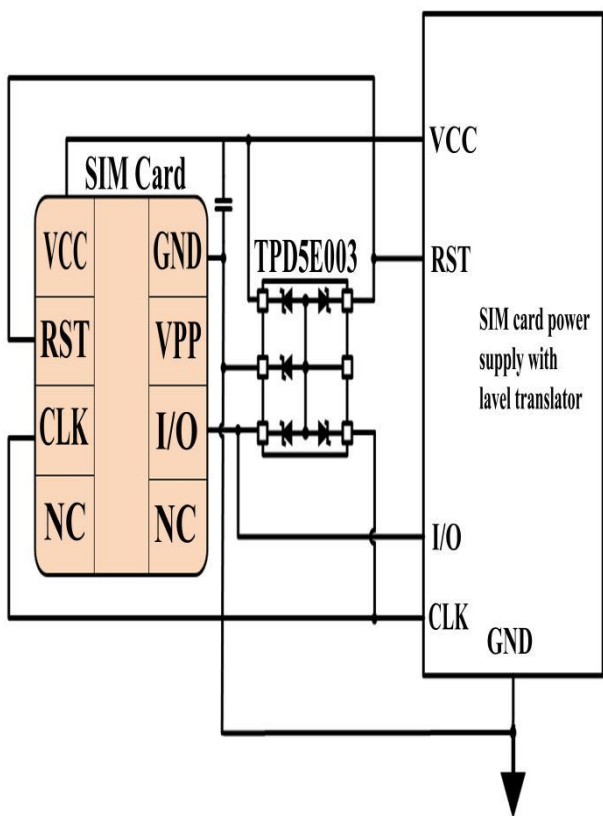 SIM Card
VCC
GND
RST
VPP
CLK
I/O
NC
NC
TPD5E003
VCC
RST
SIM card power
supply with
lavel translator
I/O
CLK
GND